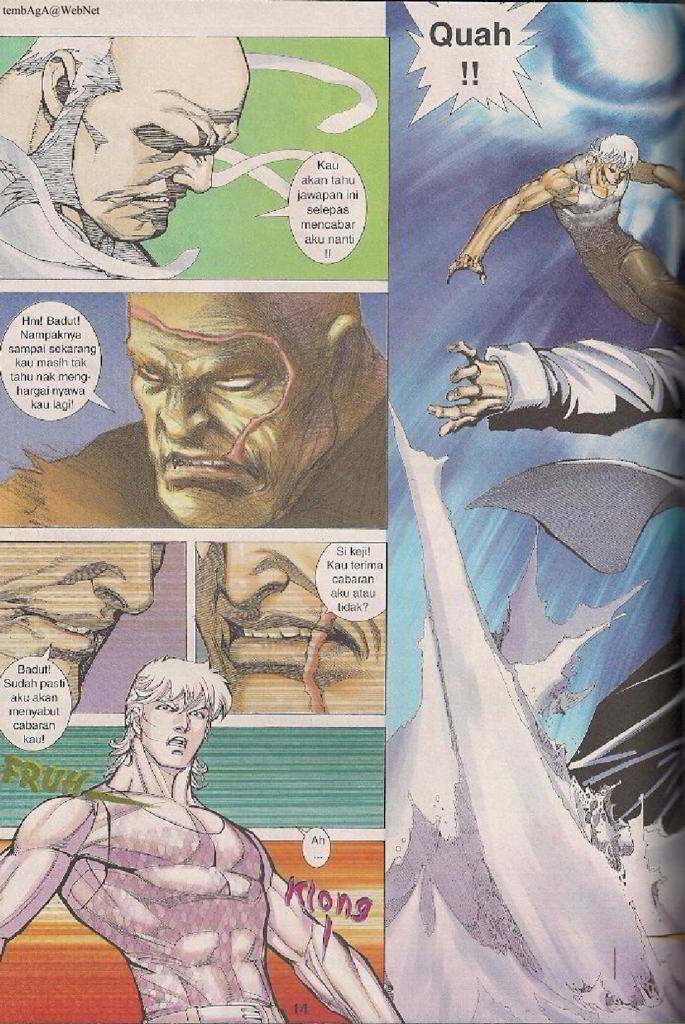 tembAgA@WebNet
Kau
akan tahu
jawapan ini
selepas
mencabar
aku nanti
!!
Hm! Badut!
Nampaknya
sampai sekarang
kau masih tak
tahu nak meng-
hargai nyawa
kau lagi!
Si keji!
Kau terima
cabaran
aku atau
tidak?
Badut!
Sudah pasti
aku akan
menyabut
cabaran
kau!
FRUH
Ah
...
Klong
!
Quah
!!
14